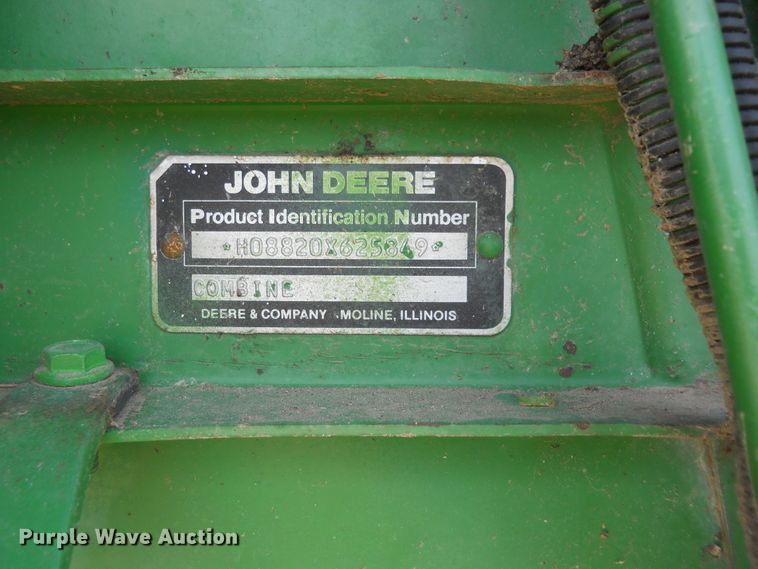 JOHN DEERE
Product Identification Number
*H08820X625849*
COMBINE
DEERE & COMPANY MOLINE, ILLINOIS
Purple Wave Auction